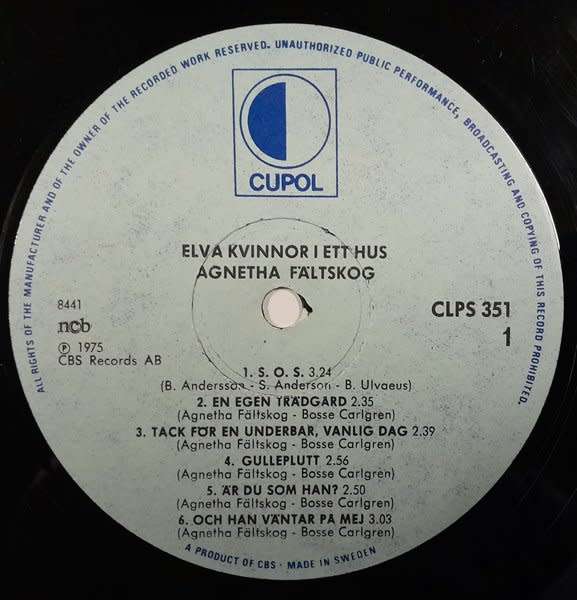 ALL RIGHTS OF THE MANUFACTURER AND OF THE OWNER OF THE RECORDED WORK RESERVED. UNAUTHORIZED PUBLIC PERFORMANCE, BROADCASTING AND COPYING OF THIS RECORD PROHIBITED.
CUPOL
ELVA KVINNOR I ETT HUS
AGNETHA FÄLTSKOG
8441
ncb
Ⓟ 1975
CBS Records AB
CLPS 351
1
1. S. O. S. 3.24
(B. Andersson - S. Anderson - B. Ulvaeus)
2. EN EGEN TRÄDGÅRD 2.35
(Agnetha Fältskog - Bosse Carlgren)
3. TACK FÖR EN UNDERBAR, VANLIG DAG 2.39
(Agnetha Fältskog - Bosse Carlgren)
4. GULLEPLUTT 2.56
(Agnetha Fältskog - Bosse Carlgren)
5. ÄR DU SOM HAN? 2.50
(Agnetha Fältskog - Bosse Carlgren)
6. OCH HAN VÄNTAR PÅ MEJ 3.03
(Agnetha Fältskog - Bosse Carlgren)
A PRODUCT OF CBS - MADE IN SWEDEN